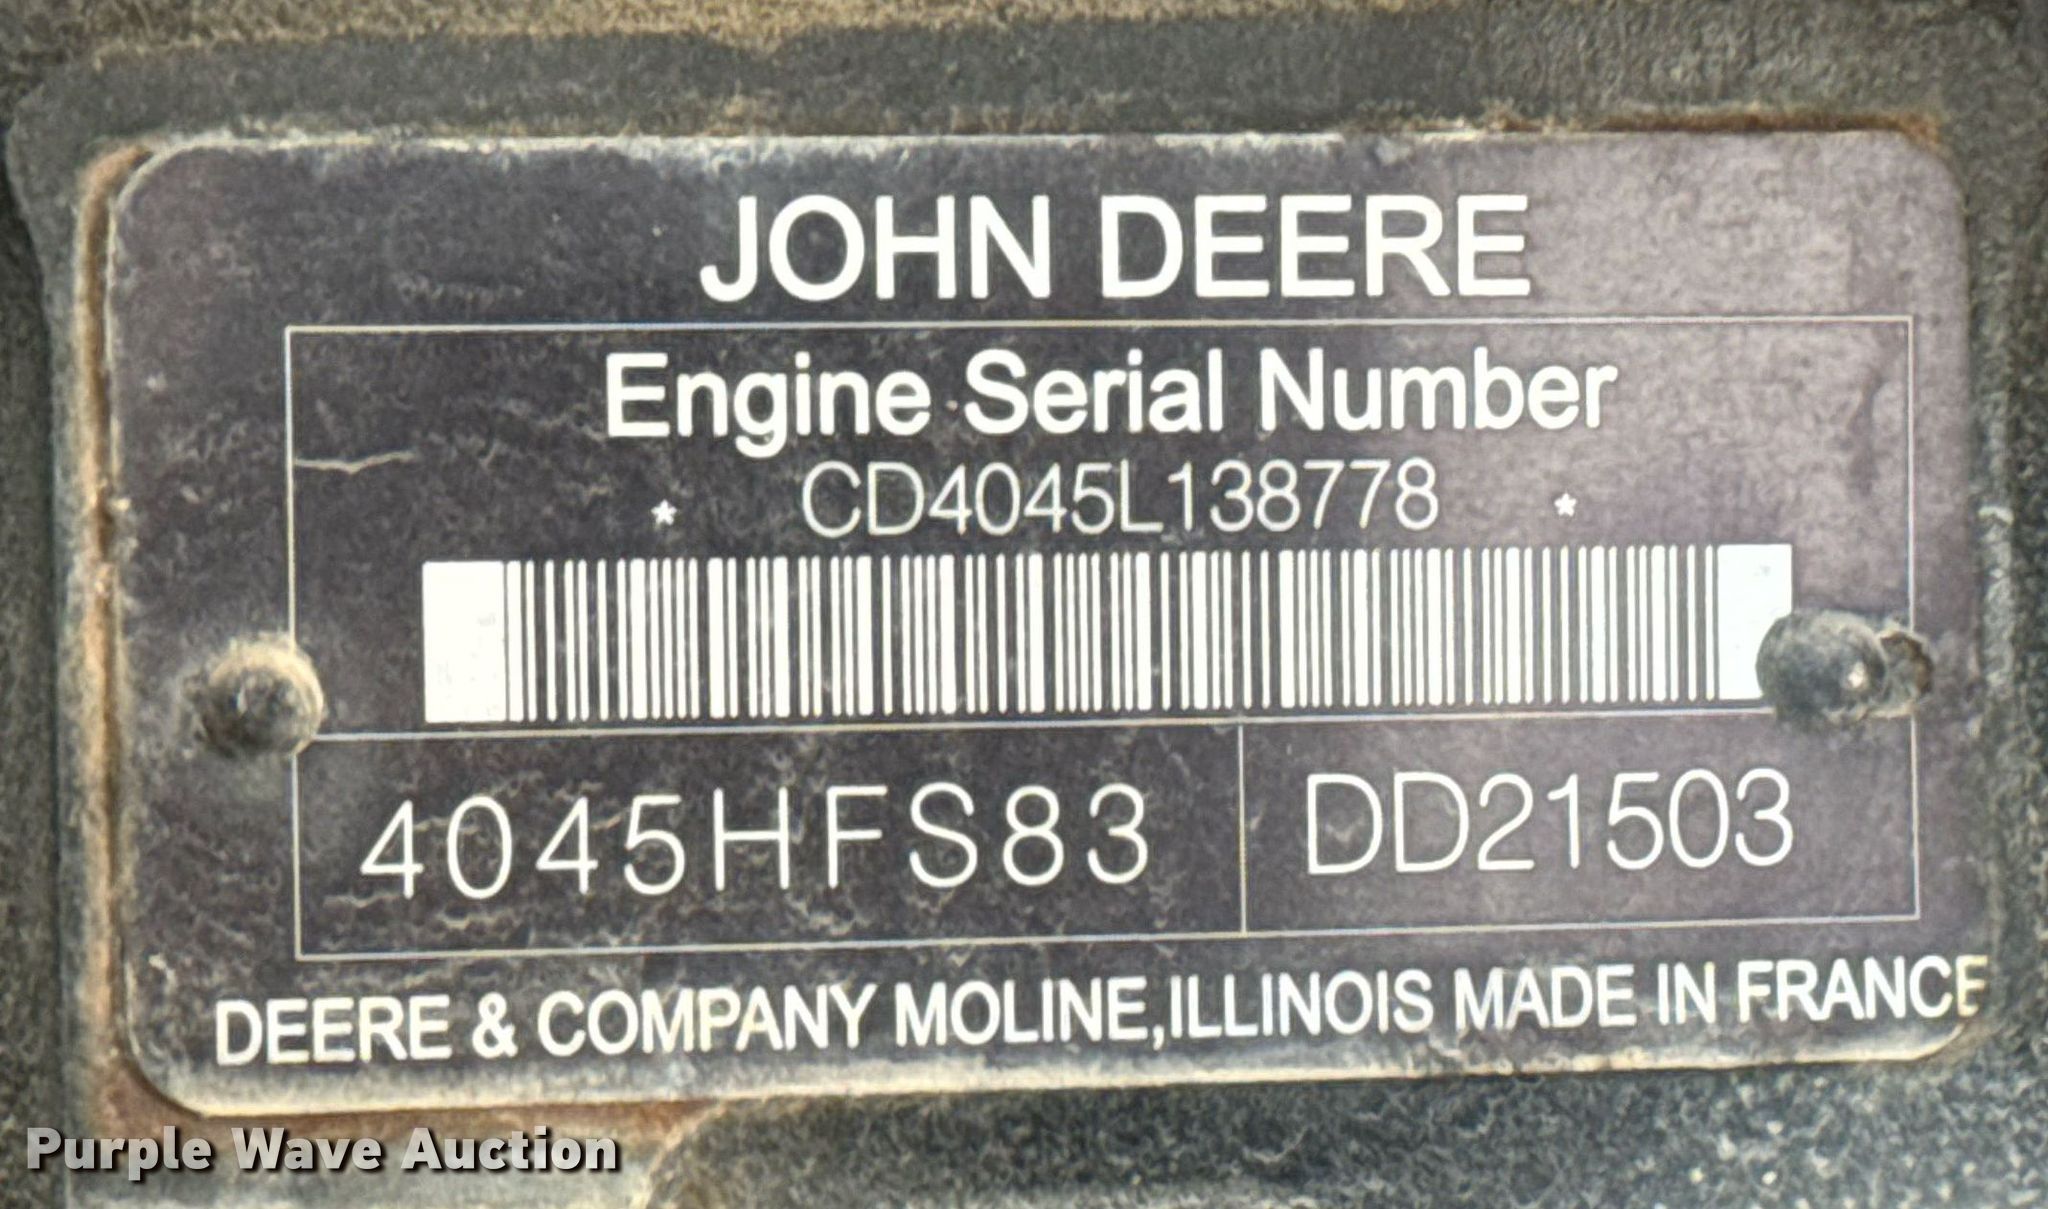 JOHN DEERE
Engine Serial Number
* CD4045L138778 *
4045HFS83 DD21503
DEERE & COMPANY MOLINE,ILLINOIS MADE IN FRANCE
Purple Wave Auction